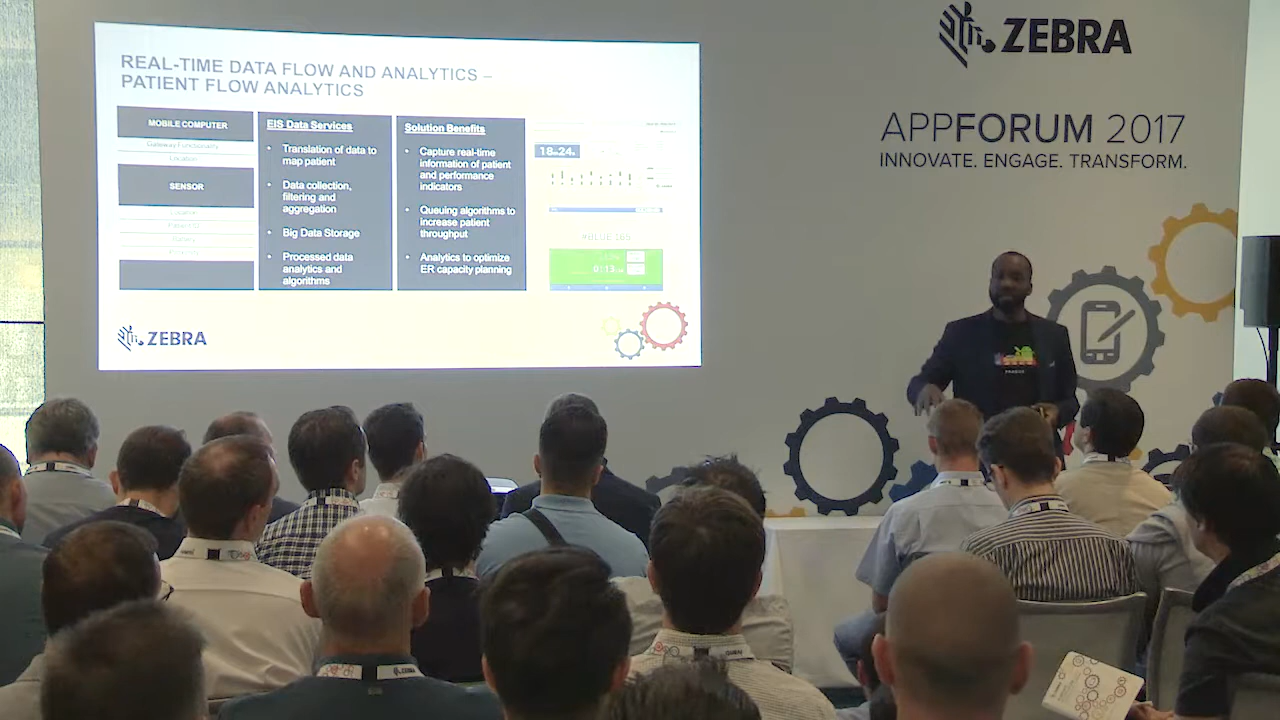 ZEBRA
APPFORUM 2017
INNOVATE. ENGAGE. TRANSFORM.
REAL-TIME DATA FLOW AND ANALYTICS –
PATIENT FLOW ANALYTICS
MOBILE COMPUTER
Gateway Functionality
Location
SENSOR
EIS Data Services
• Translation of data to
map patient
• Data collection,
filtering and
aggregation
• Big Data Storage
• Processed data
analytics and
algorithms
Solution Benefits
• Capture real-time
information of patient
and performance
indicators
• Queuing algorithms to
increase patient
throughput
• Analytics to optimize
ER capacity planning
ZEBRA